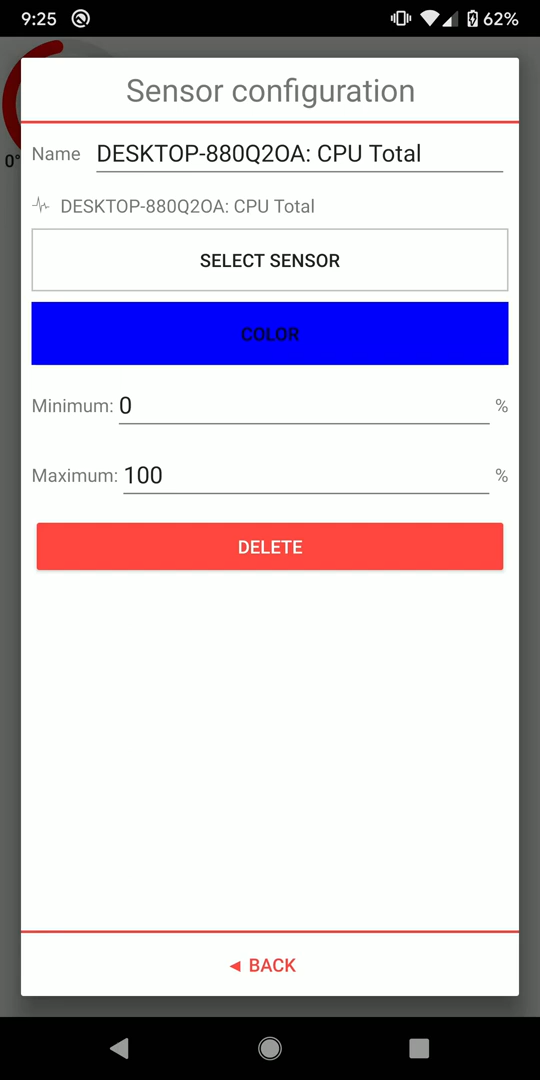 9:25
62%
Sensor configuration
0°
Name DESKTOP-880Q2OA: CPU Total
DESKTOP-880Q2OA: CPU Total
SELECT SENSOR
COLOR
Minimum: 0 %
Maximum: 100 %
DELETE
◄ BACK